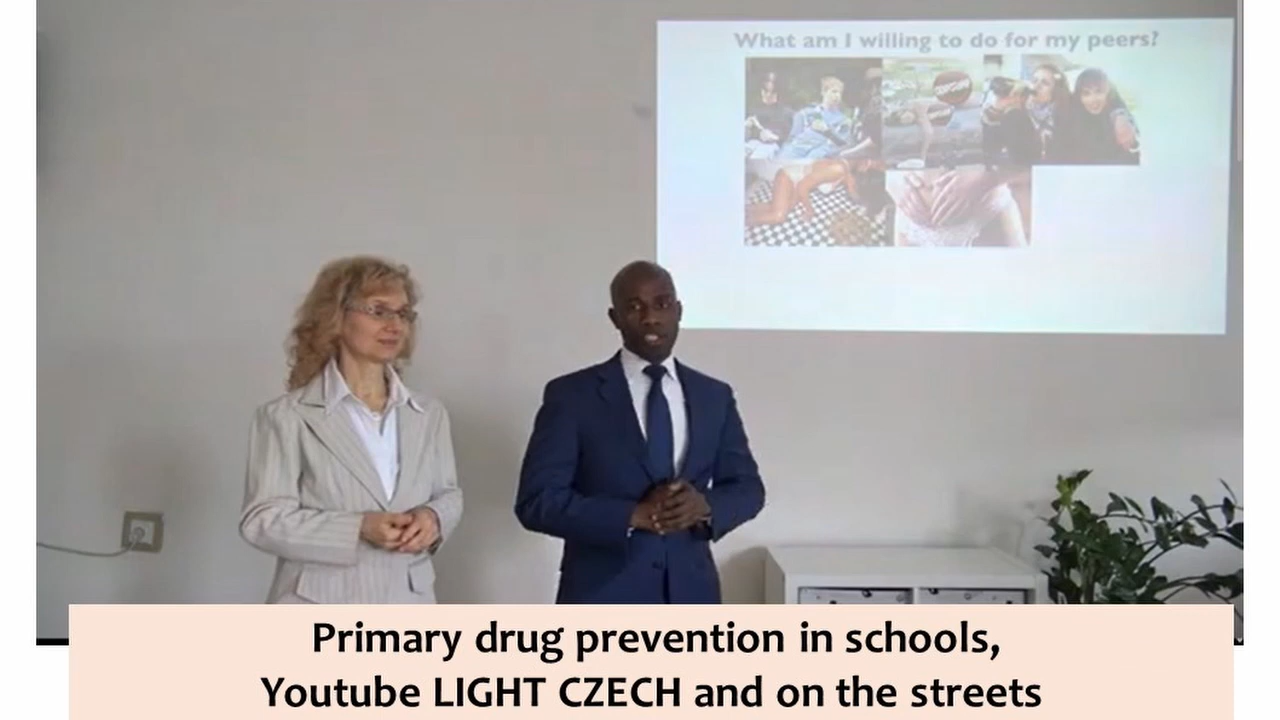 What am I willing to do for my peers?
Primary drug prevention in schools,
Youtube LIGHT CZECH and on the streets